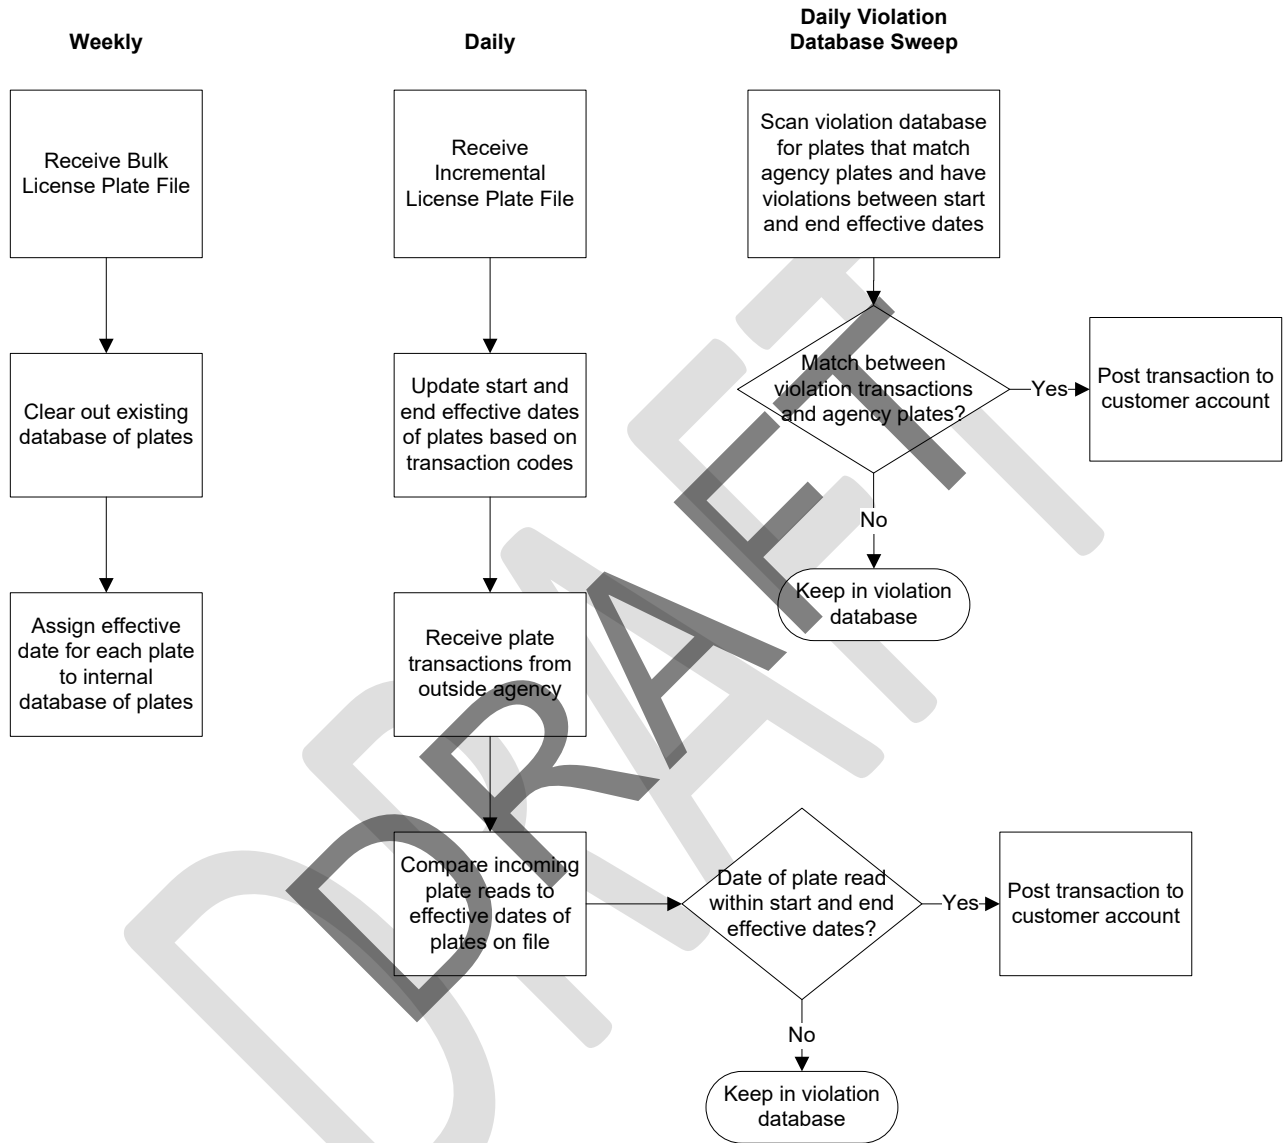 Weekly
Daily
Daily Violation
Database Sweep
Receive Bulk
License Plate File
Receive
Incremental
License Plate File
Scan violation database
for plates that match
agency plates and have
violations between start
and end effective dates
Clear out existing
database of plates
Update start and
end effective dates
of plates based on
transaction codes
Match between
violation transactions
and agency plates?
Yes
Post transaction to
customer account
No
Keep in violation
database
Assign effective
date for each plate
to internal
database of plates
Receive plate
transactions from
outside agency
Compare incoming
plate reads to
effective dates of
plates on file
Date of plate read
within start and end
effective dates?
Yes
Post transaction to
customer account
No
Keep in violation
database
DRAFT
DRAFT